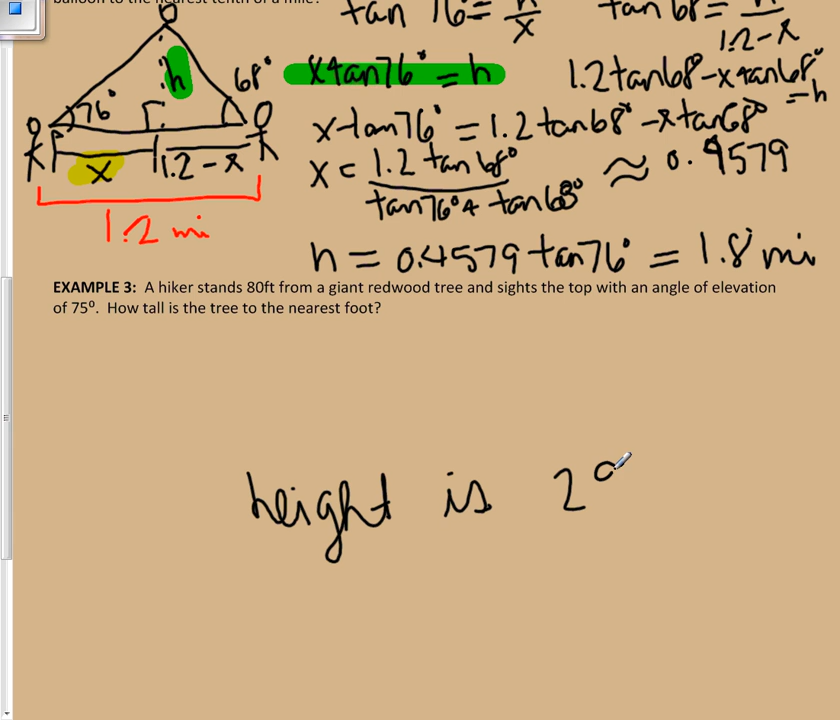 balloon to the nearest tenth of a mile?
tan 76° = h/x tan 68° = h/1.2-x
h 68° x tan 76° = h 1.2 tan 68° - x tan 68° = h
76°
x tan 76° = 1.2 tan 68° - x tan 68°
x 1.2 - x x = 1.2 tan 68° / tan 76° + tan 68° ≈ 0.4579
1.2 mi
h = 0.4579 tan 76° = 1.8 mi
EXAMPLE 3: A hiker stands 80ft from a giant redwood tree and sights the top with an angle of elevation
of 75⁰. How tall is the tree to the nearest foot?
height is 2